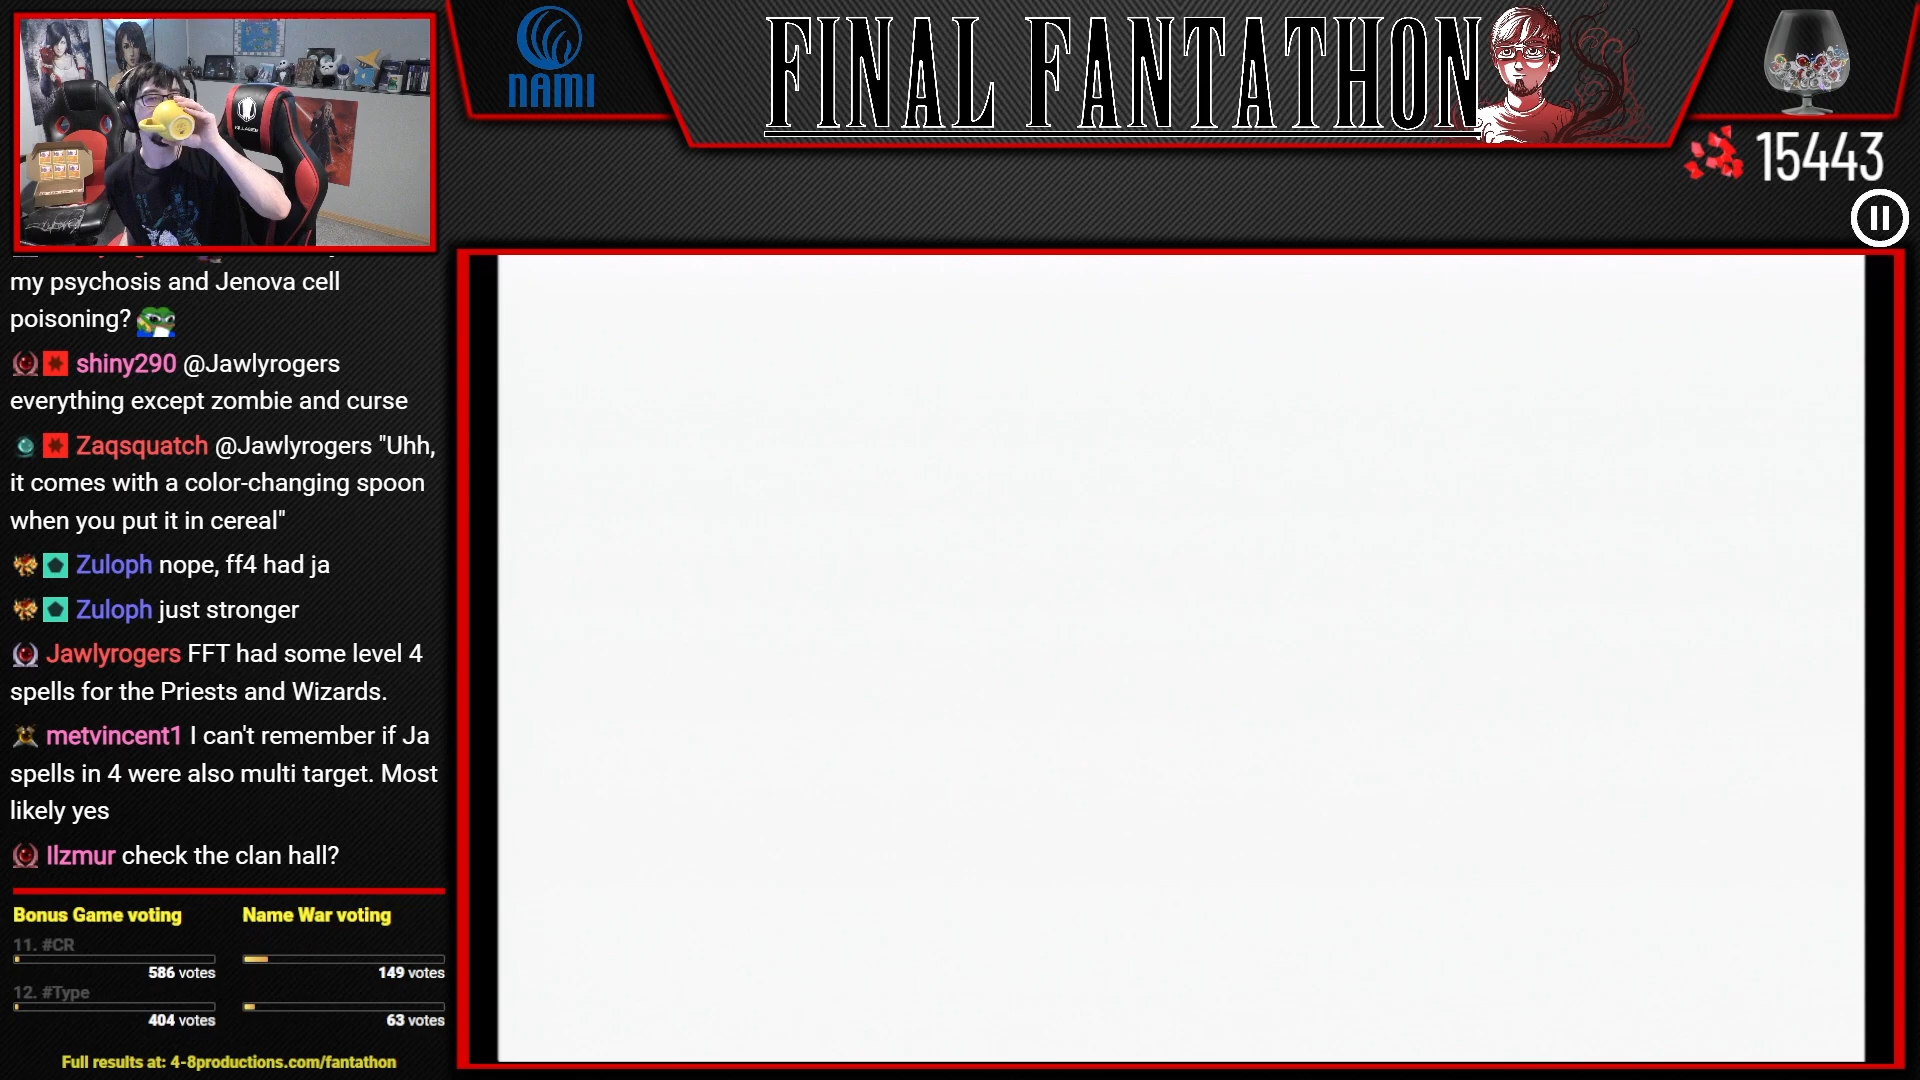 NAMI
FINAL FANTATHON
15443
my psychosis and Jenova cell
poisoning?
shiny290 @Jawlyrogers
everything except zombie and curse
Zaqsquatch @Jawlyrogers "Uhh,
it comes with a color-changing spoon
when you put it in cereal"
Zuloph nope, ff4 had ja
Zuloph just stronger
Jawlyrogers FFT had some level 4
spells for the Priests and Wizards.
metvincent1 I can't remember if Ja
spells in 4 were also multi target. Most
likely yes
Ilzmur check the clan hall?
Bonus Game voting
Name War voting
11. #CR
586 votes
149 votes
12. #Type
404 votes
63 votes
Full results at: 4-8productions.com/fantathon